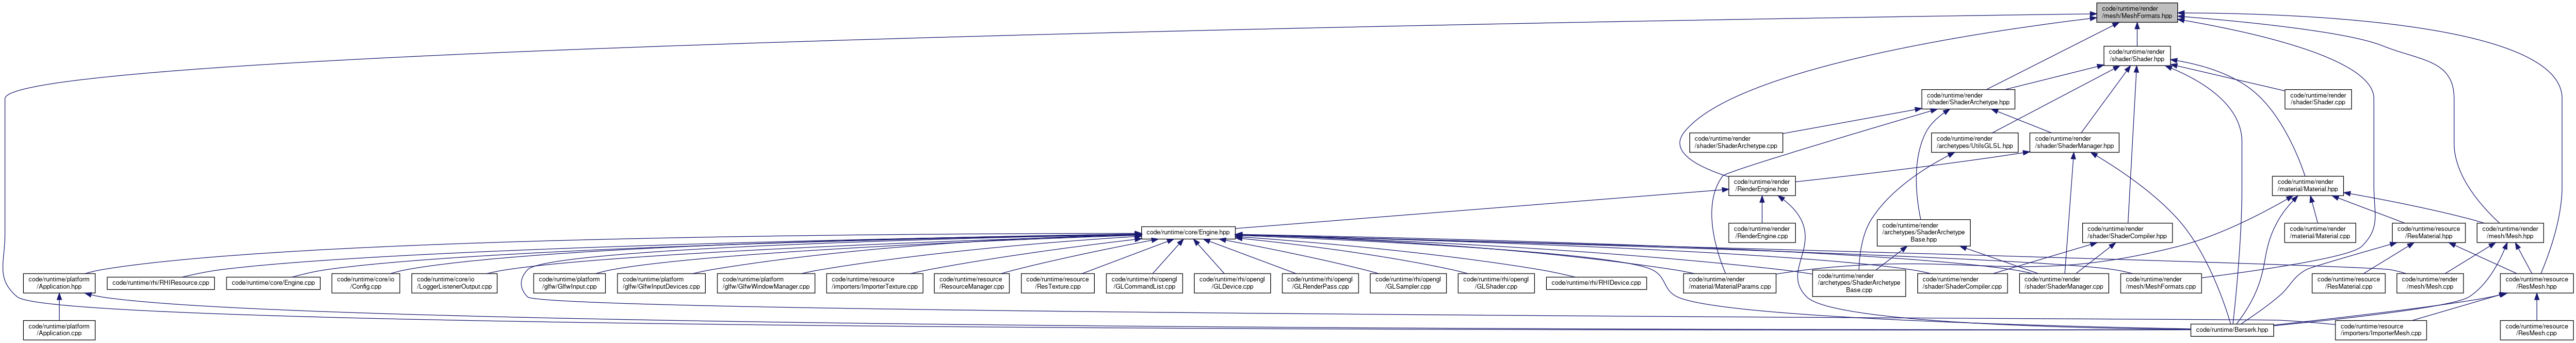 code/runtime/render
/mesh/MeshFormats.hpp
code/runtime/render
/shader/Shader.hpp
code/runtime/render
/shader/ShaderArchetype.hpp
code/runtime/render
/shader/Shader.cpp
code/runtime/render
/shader/ShaderArchetype.cpp
code/runtime/render
/archetypes/UtilsGLSL.hpp
code/runtime/render
/shader/ShaderManager.hpp
code/runtime/render
/RenderEngine.hpp
code/runtime/render
/material/Material.hpp
code/runtime/core/Engine.hpp
code/runtime/render
/RenderEngine.cpp
code/runtime/render
/archetypes/ShaderArchetype
Base.hpp
code/runtime/render
/shader/ShaderCompiler.hpp
code/runtime/render
/material/Material.cpp
code/runtime/resource
/ResMaterial.hpp
code/runtime/render
/mesh/Mesh.hpp
code/runtime/platform
/Application.hpp
code/runtime/rhi/RHIResource.cpp
code/runtime/core/Engine.cpp
code/runtime/core/io
/Config.cpp
code/runtime/core/io
/LoggerListenerOutput.cpp
code/runtime/platform
/glfw/GlfwInput.cpp
code/runtime/platform
/glfw/GlfwInputDevices.cpp
code/runtime/platform
/glfw/GlfwWindowManager.cpp
code/runtime/resource
/importers/ImporterTexture.cpp
code/runtime/resource
/ResourceManager.cpp
code/runtime/resource
/ResTexture.cpp
code/runtime/rhi/opengl
/GLCommandList.cpp
code/runtime/rhi/opengl
/GLDevice.cpp
code/runtime/rhi/opengl
/GLRenderPass.cpp
code/runtime/rhi/opengl
/GLSampler.cpp
code/runtime/rhi/opengl
/GLShader.cpp
code/runtime/rhi/RHIDevice.cpp
code/runtime/render
/material/MaterialParams.cpp
code/runtime/render
/archetypes/ShaderArchetype
Base.cpp
code/runtime/render
/shader/ShaderCompiler.cpp
code/runtime/render
/shader/ShaderManager.cpp
code/runtime/render
/mesh/MeshFormats.cpp
code/runtime/resource
/ResMaterial.cpp
code/runtime/render
/mesh/Mesh.cpp
code/runtime/resource
/ResMesh.hpp
code/runtime/platform
/Application.cpp
code/runtime/Berserk.hpp
code/runtime/resource
/importers/ImporterMesh.cpp
code/runtime/resource
/ResMesh.cpp